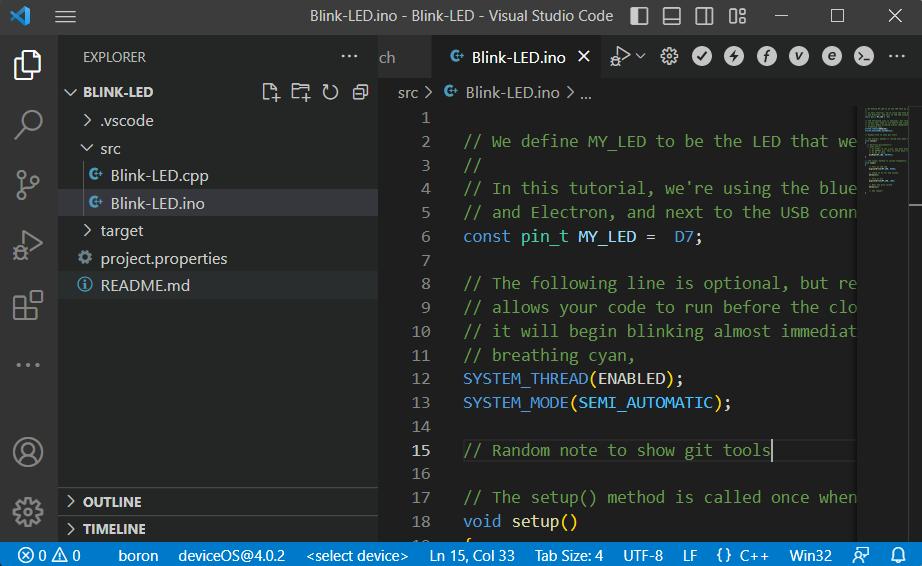 Blink-LED.ino - Blink-LED - Visual Studio Code
EXPLORER
BLINK-LED
.vscode
src
Blink-LED.cpp
Blink-LED.ino
target
project.properties
README.md
OUTLINE
TIMELINE
ch
Blink-LED.ino
f v e
src > Blink-LED.ino > ...
1
2 // We define MY_LED to be the LED that we
3 //
4 // In this tutorial, we're using the blue
5 // and Electron, and next to the USB conn
6 const pin_t MY_LED = D7;
7
8 // The following line is optional, but re
9 // allows your code to run before the clo
10 // it will begin blinking almost immediat
11 // breathing cyan,
12 SYSTEM_THREAD(ENABLED);
13 SYSTEM_MODE(SEMI_AUTOMATIC);
14
15 // Random note to show git tools
16
17 // The setup() method is called once when
18 void setup()
{
0 0 boron deviceOS@4.0.2 <select device> Ln 15, Col 33 Tab Size: 4 UTF-8 LF {} C++ Win32